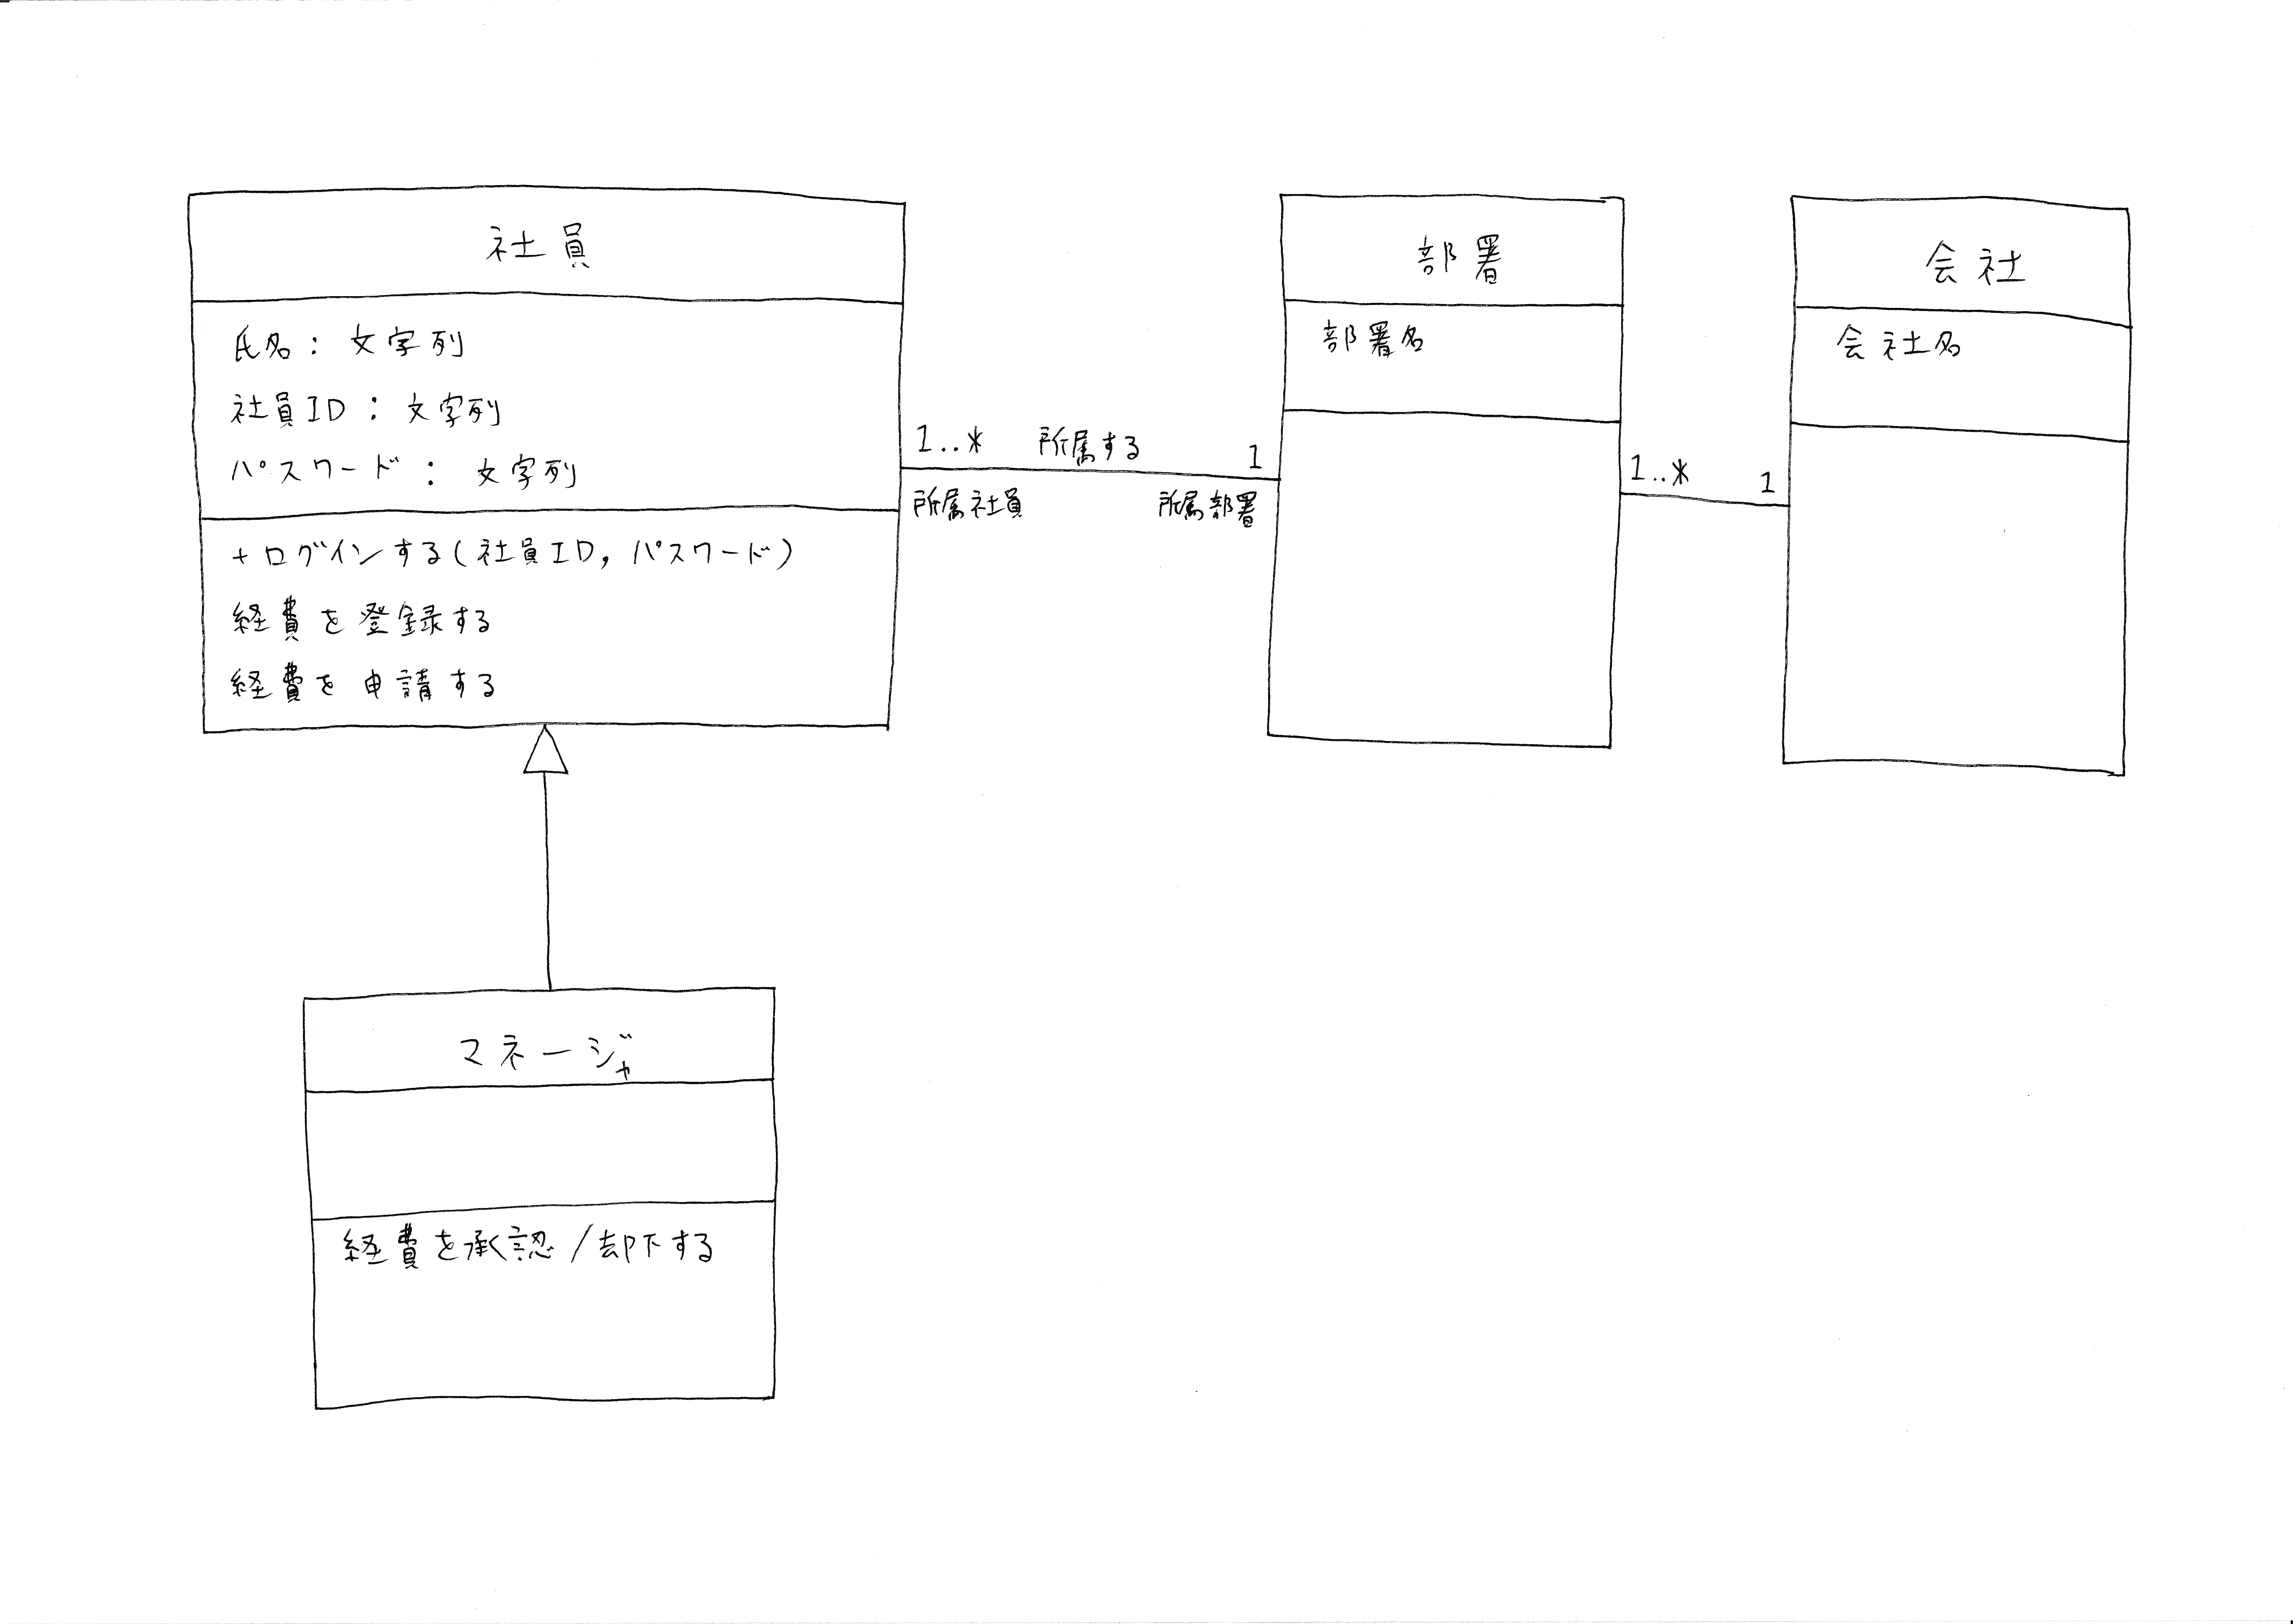 社員
氏名：文字列
社員ID：文字列
パスワード：文字列
+ログインする(社員ID, パスワード)
経費を登録する
経費を申請する
1..* 所属する 1
所属社員 所属部署
部署
部署名
1..* 1
会社
会社名
マネージャ
経費を承認/却下する